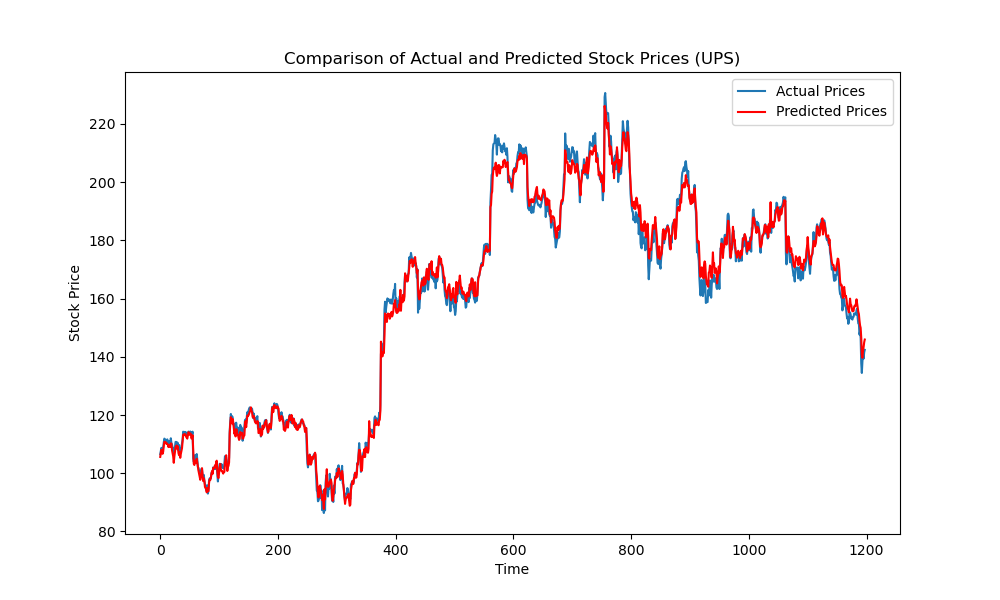 Comparison of Actual and Predicted Stock Prices (UPS)
Actual Prices
Predicted Prices
220
200
180
160
140
120
100
80
Stock Price
0 200 400 600 800 1000 1200
Time